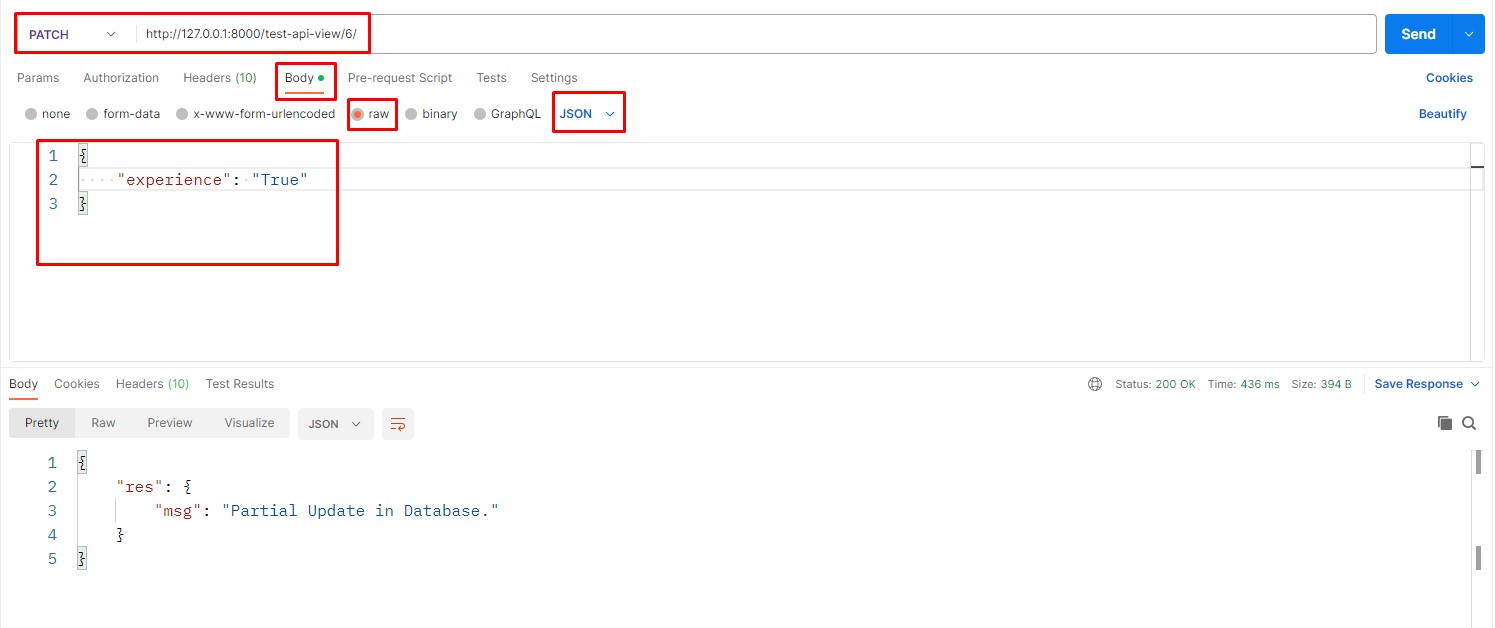 PATCH http://127.0.0.1:8000/test-api-view/6/ Send
Params Authorization Headers (10) Body Pre-request Script Tests Settings Cookies
none form-data x-www-form-urlencoded raw binary GraphQL JSON Beautify
1 {
2 "experience": "True"
3 }
Body Cookies Headers (10) Test Results Status: 200 OK Time: 436 ms Size: 394 B Save Response
Pretty Raw Preview Visualize JSON
1 {
2 "res": {
3 "msg": "Partial Update in Database."
4 }
5 }